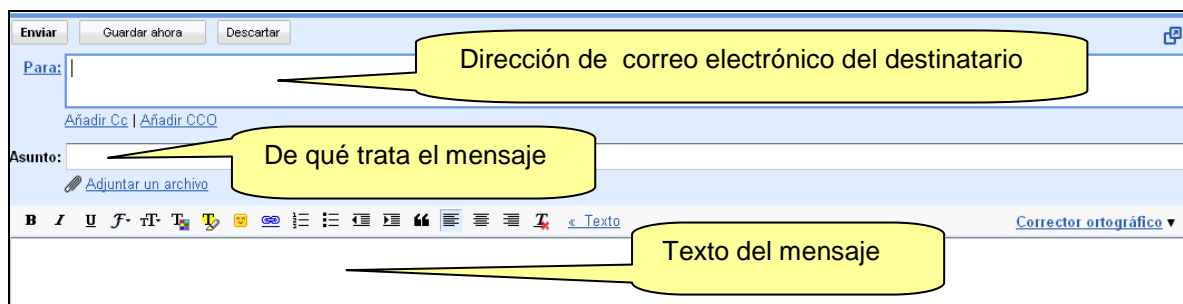 Enviar Guardar ahora Descartar
Dirección de correo electrónico del destinatario
Para:
Añadir Cc | Añadir CCO
De qué trata el mensaje
Asunto:
Adjuntar un archivo
B I U F T T T T « Texto Corrector ortográfico
Texto del mensaje